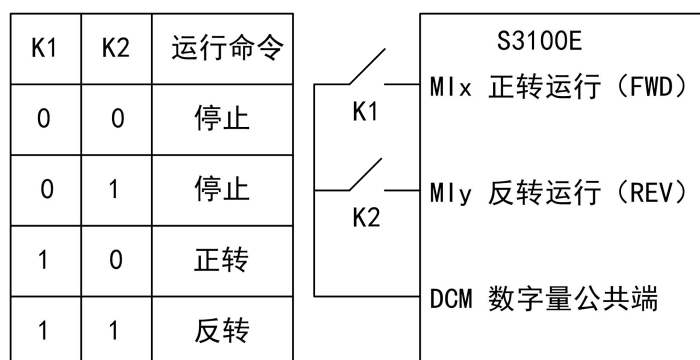 K1 K2 运行命令
0 0 停止
0 1 停止
1 0 正转
1 1 反转
S3100E
K1
MIx 正转运行（FWD）
K2
MIy 反转运行（REV）
DCM 数字量公共端